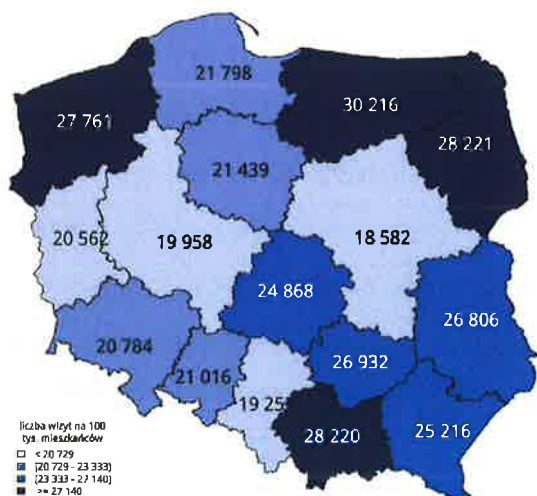 21 798
30 216
27 761
28 221
21 439
20 562
19 958
18 582
24 868
26 806
20 784
26 932
21 016
19 25
28 220
25 216
liczba wizyt na 100
tys. mieszkańców
< 20 729
[20 729 - 23 333)
[23 333 - 27 140)
>= 27 140